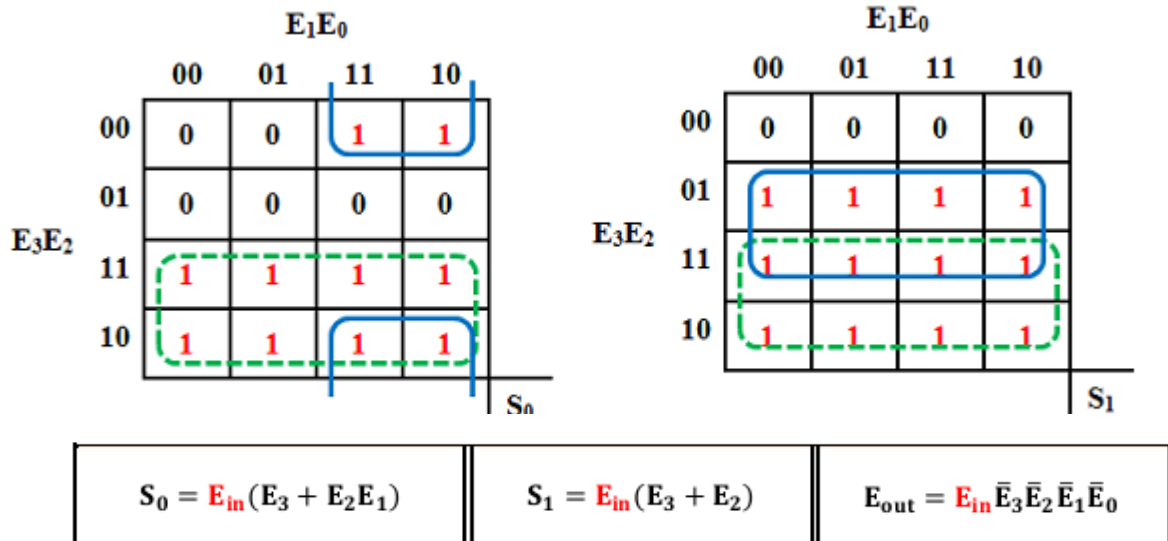 E₁E₀
00 01 11 10
00 0 0 1 1
01 0 0 0 0
E₃E₂
11 1 1 1 1
10 1 1 1 1
S₀
E₁E₀
00 01 11 10
00 0 0 0 0
01 1 1 1 1
E₃E₂
11 1 1 1 1
10 1 1 1 1
S₁
S₀ = Eᵢₙ(E₃ + E₂E₁)
S₁ = Eᵢₙ(E₃ + E₂)
Eₒᵤₜ = EᵢₙĒ₃Ē₂Ē₁Ē₀